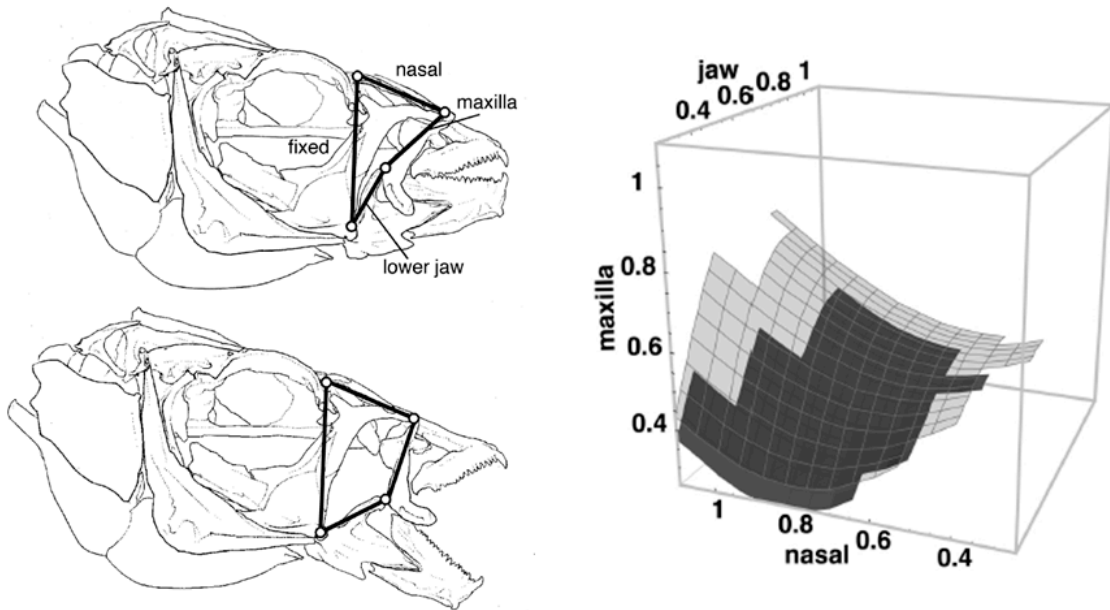 nasal
maxilla
fixed
lower jaw
jaw
0.4 0.6 0.8 1
maxilla
1
0.8
0.6
0.4
1 0.8 0.6 0.4
nasal